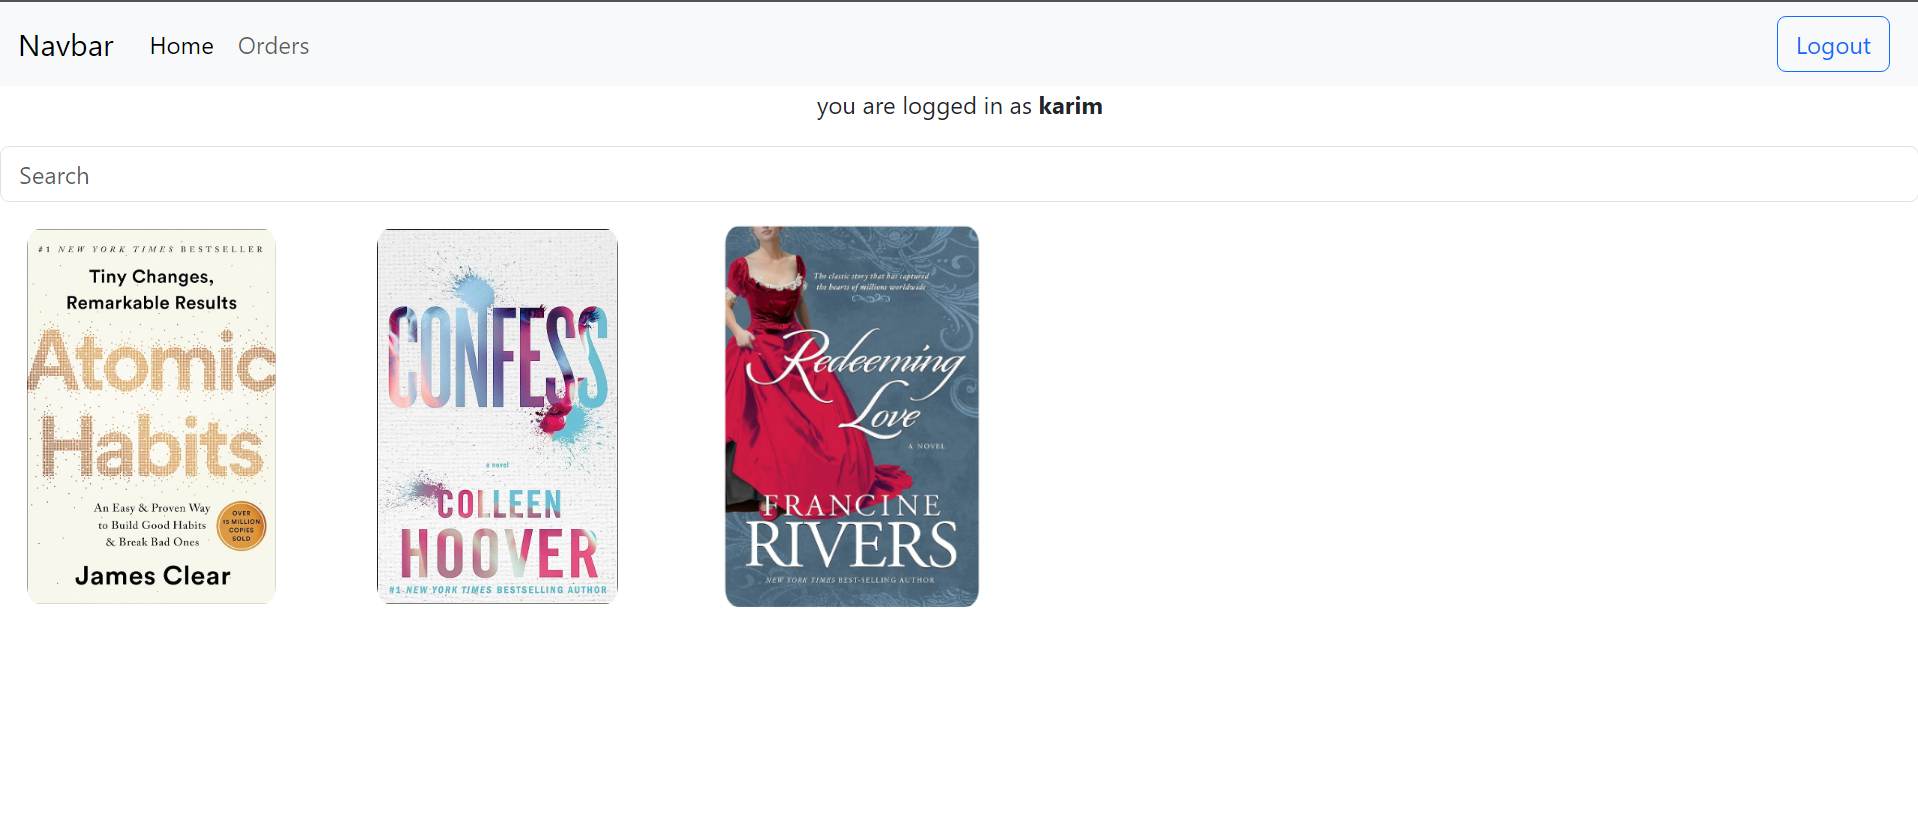 Navbar Home Orders Logout
you are logged in as karim
Search
#1 NEW YORK TIMES BESTSELLER
Tiny Changes,
Remarkable Results
Atomic
Habits
An Easy & Proven Way
to Build Good Habits
& Break Bad Ones
OVER
15 MILLION
COPIES
SOLD
James Clear
CONFESS
a novel
COLLEEN
HOOVER
#1 NEW YORK TIMES BESTSELLING AUTHOR
The classic story that has captured
the hearts of millions worldwide
Redeeming
Love
A NOVEL
FRANCINE
RIVERS
NEW YORK TIMES BEST-SELLING AUTHOR